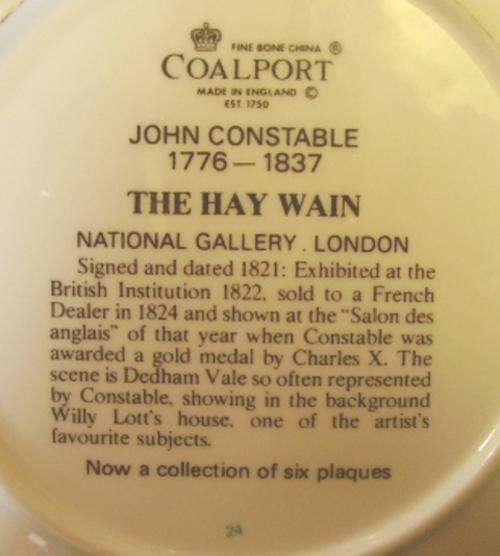 FINE BONE CHINA ®
COALPORT
MADE IN ENGLAND ©
EST. 1750
JOHN CONSTABLE
1776 — 1837
THE HAY WAIN
NATIONAL GALLERY . LONDON
Signed and dated 1821: Exhibited at the
British Institution 1822, sold to a French
Dealer in 1824 and shown at the "Salon des
anglais" of that year when Constable was
awarded a gold medal by Charles X. The
scene is Dedham Vale so often represented
by Constable, showing in the background
Willy Lott's house, one of the artist's
favourite subjects.
Now a collection of six plaques
24